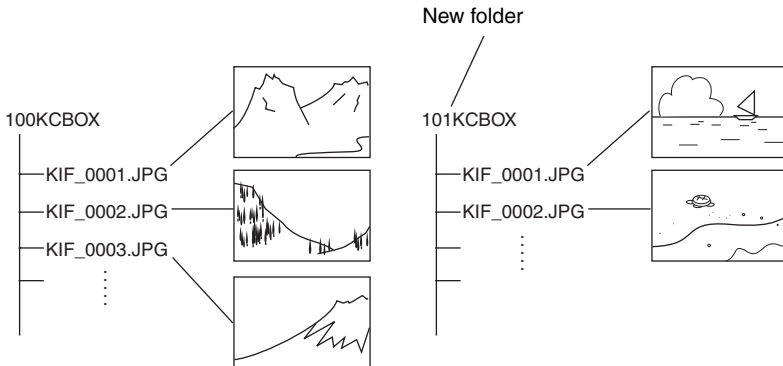 New folder
100KCBOX
KIF_0001.JPG
KIF_0002.JPG
KIF_0003.JPG
101KCBOX
KIF_0001.JPG
KIF_0002.JPG